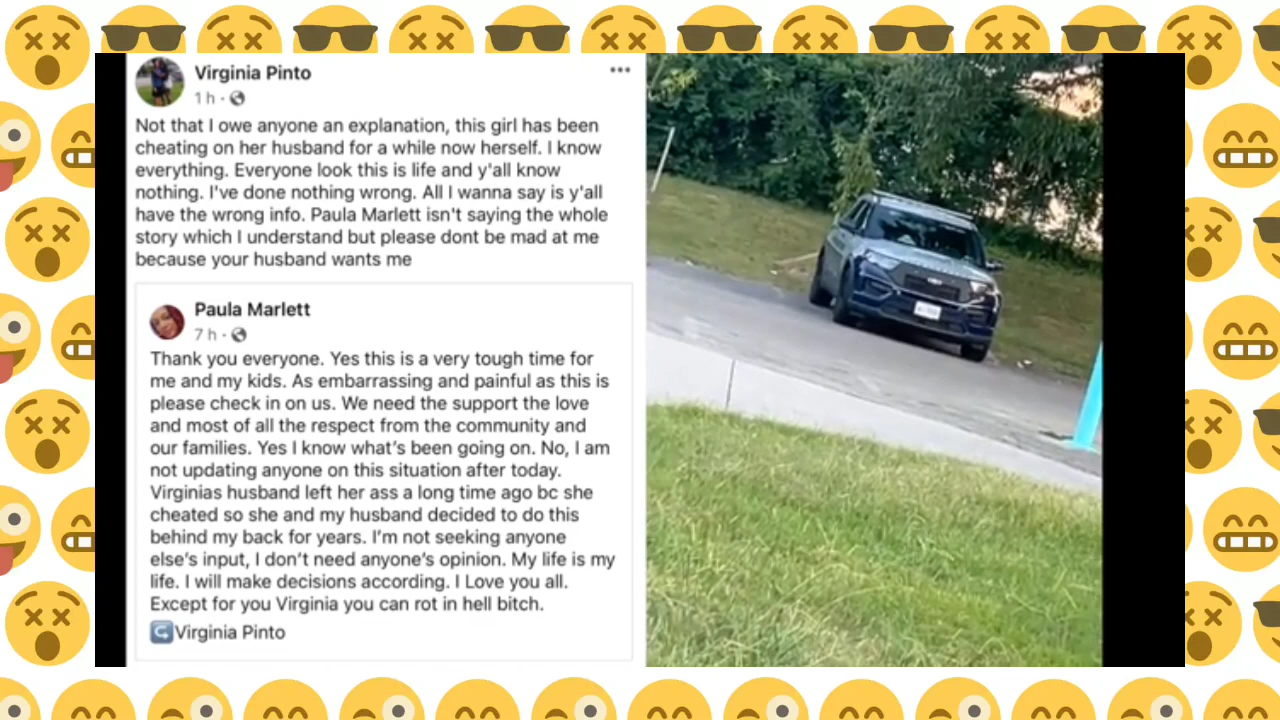 Virginia Pinto
1 h ·
Not that I owe anyone an explanation, this girl has been
cheating on her husband for a while now herself. I know
everything. Everyone look this is life and y'all know
nothing. I've done nothing wrong. All I wanna say is y'all
have the wrong info. Paula Marlett isn't saying the whole
story which I understand but please dont be mad at me
because your husband wants me
Paula Marlett
7 h ·
Thank you everyone. Yes this is a very tough time for
me and my kids. As embarrassing and painful as this is
please check in on us. We need the support the love
and most of all the respect from the community and
our families. Yes I know what's been going on. No, I am
not updating anyone on this situation after today.
Virginias husband left her ass a long time ago bc she
cheated so she and my husband decided to do this
behind my back for years. I'm not seeking anyone
else's input, I don't need anyone's opinion. My life is my
life. I will make decisions according. I Love you all.
Except for you Virginia you can rot in hell bitch.
Virginia Pinto